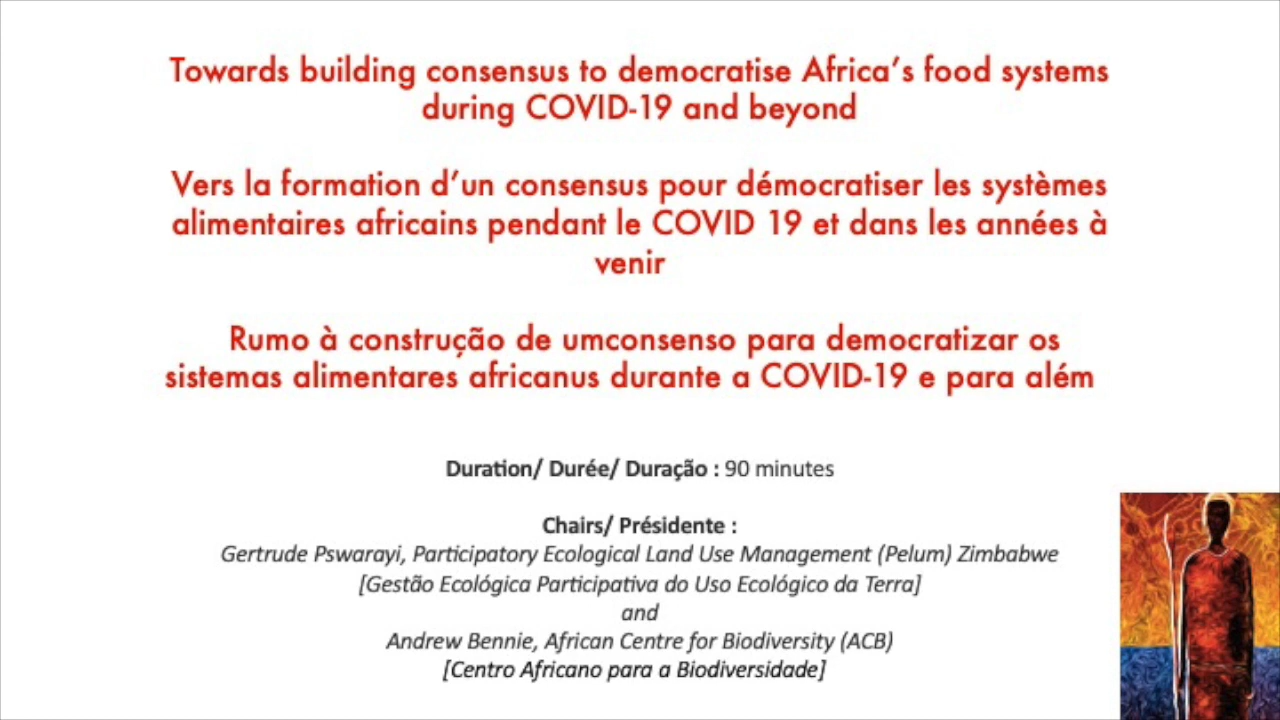 Towards building consensus to democratise Africa’s food systems
during COVID-19 and beyond
Vers la formation d’un consensus pour démocratiser les systèmes
alimentaires africains pendant le COVID 19 et dans les années à
venir
Rumo à construção de umconsenso para democratizar os
sistemas alimentares africanus durante a COVID-19 e para além
Duration/ Durée/ Duração : 90 minutes
Chairs/ Présidente :
Gertrude Pswarayi, Participatory Ecological Land Use Management (Pelum) Zimbabwe
[Gestão Ecológica Participativa do Uso Ecológico da Terra]
and
Andrew Bennie, African Centre for Biodiversity (ACB)
[Centro Africano para a Biodiversidade]